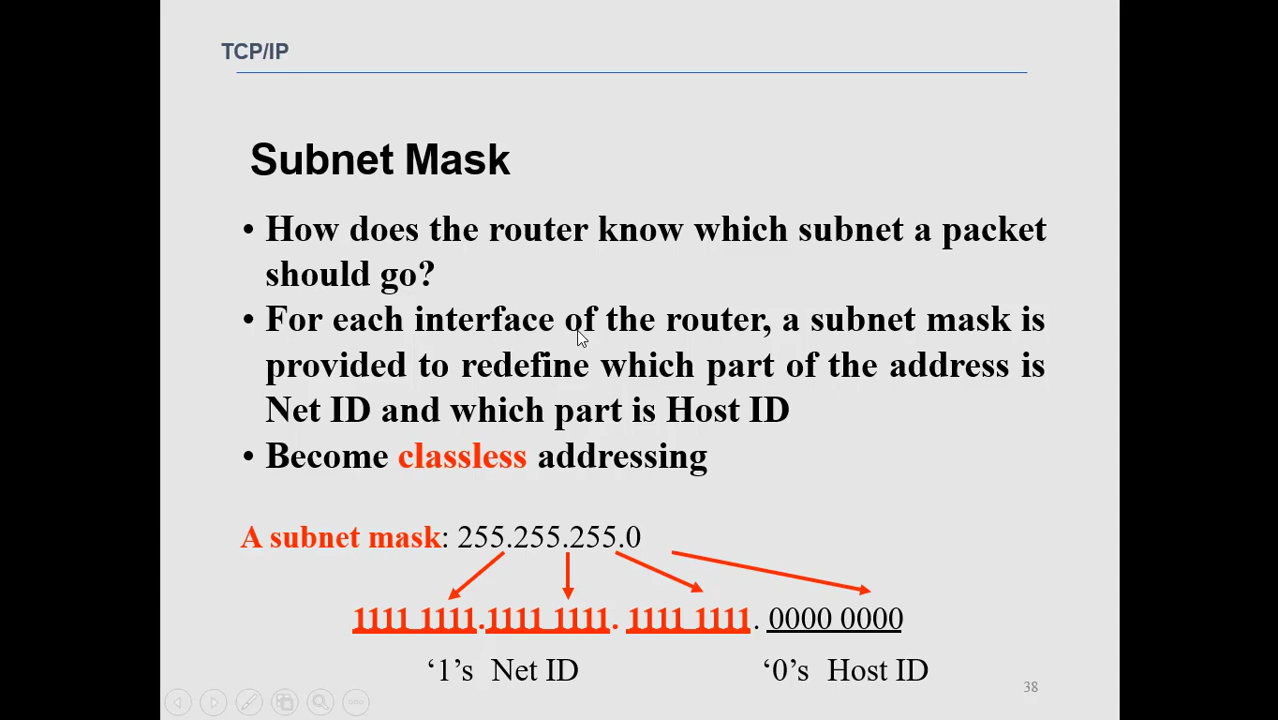 TCP/IP
Subnet Mask
• How does the router know which subnet a packet
should go?
• For each interface of the router, a subnet mask is
provided to redefine which part of the address is
Net ID and which part is Host ID
• Become classless addressing
A subnet mask: 255.255.255.0
1111 1111.1111 1111. 1111 1111. 0000 0000
‘1’s Net ID ‘0’s Host ID
38